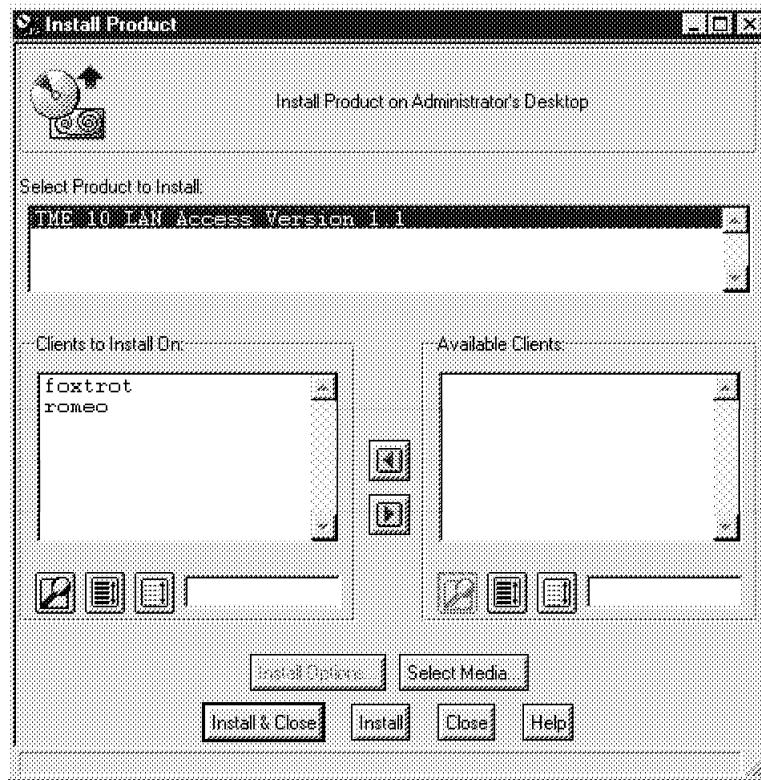 Install Product
Install Product on Administrator's Desktop
Select Product to Install:
TME 10 LAN Access Version 1.1
Clients to Install On:
Available Clients:
foxtrot
romeo
Install Options...
Select Media...
Install & Close
Install
Close
Help